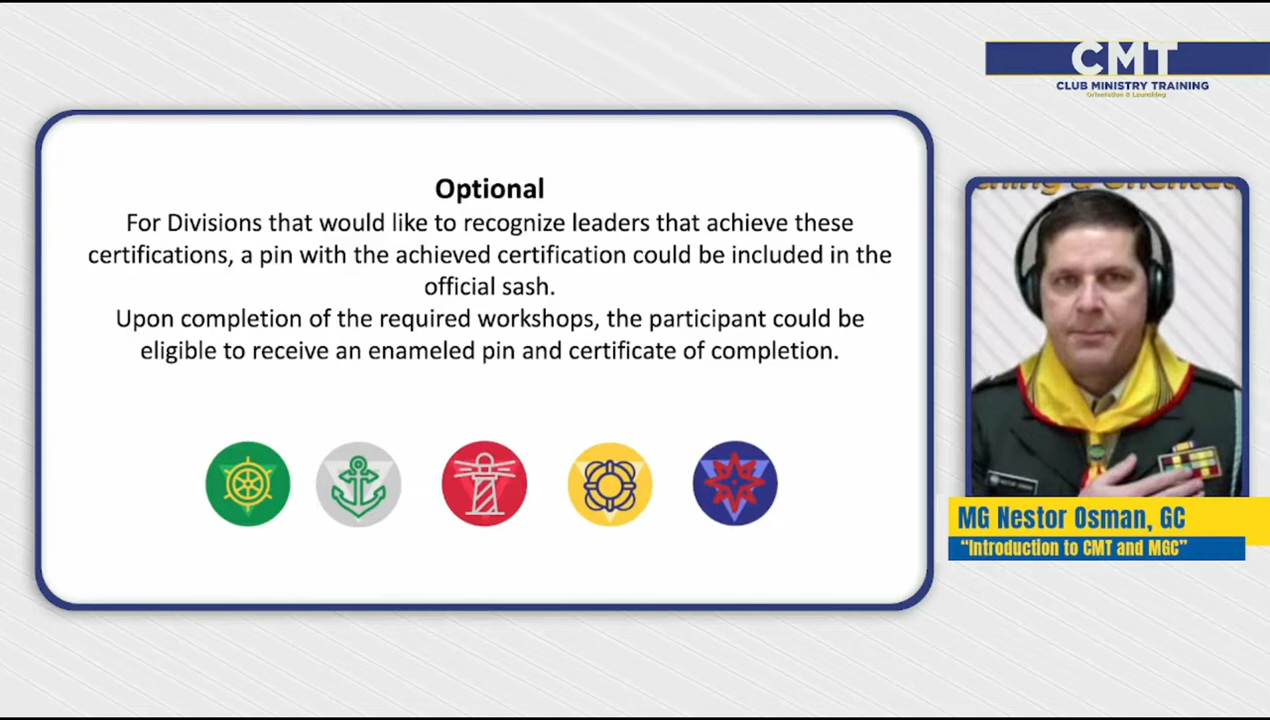 CMT
CLUB MINISTRY TRAINING
Orientation & Launching
Optional
For Divisions that would like to recognize leaders that achieve these
certifications, a pin with the achieved certification could be included in the
official sash.
Upon completion of the required workshops, the participant could be
eligible to receive an enameled pin and certificate of completion.
MG Nestor Osman, GC
“Introduction to CMT and MGC”